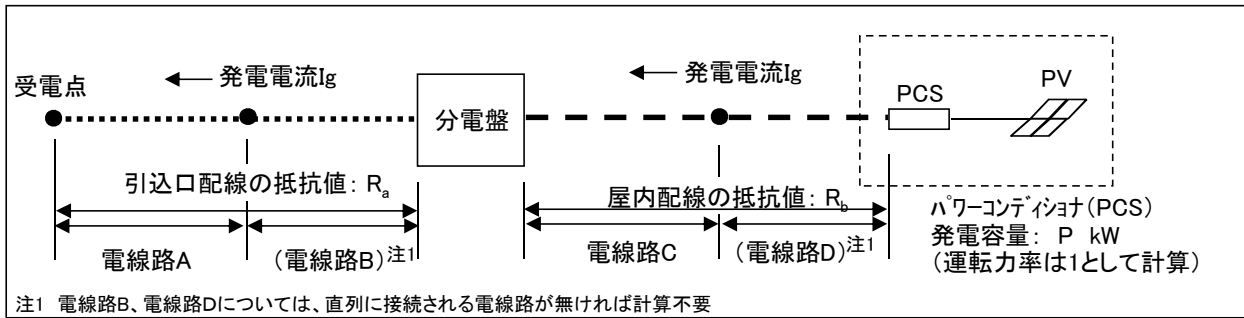 受電点
← 発電電流Ig
分電盤
← 発電電流Ig
PCS
PV
引込口配線の抵抗値: Ra
屋内配線の抵抗値: Rb
電線路A
(電線路B)注1
電線路C
(電線路D)注1
パワーコンディショナ(PCS)
発電容量: P kW
(運転力率は1として計算)
注1 電線路B、電線路Dについては、直列に接続される電線路が無ければ計算不要